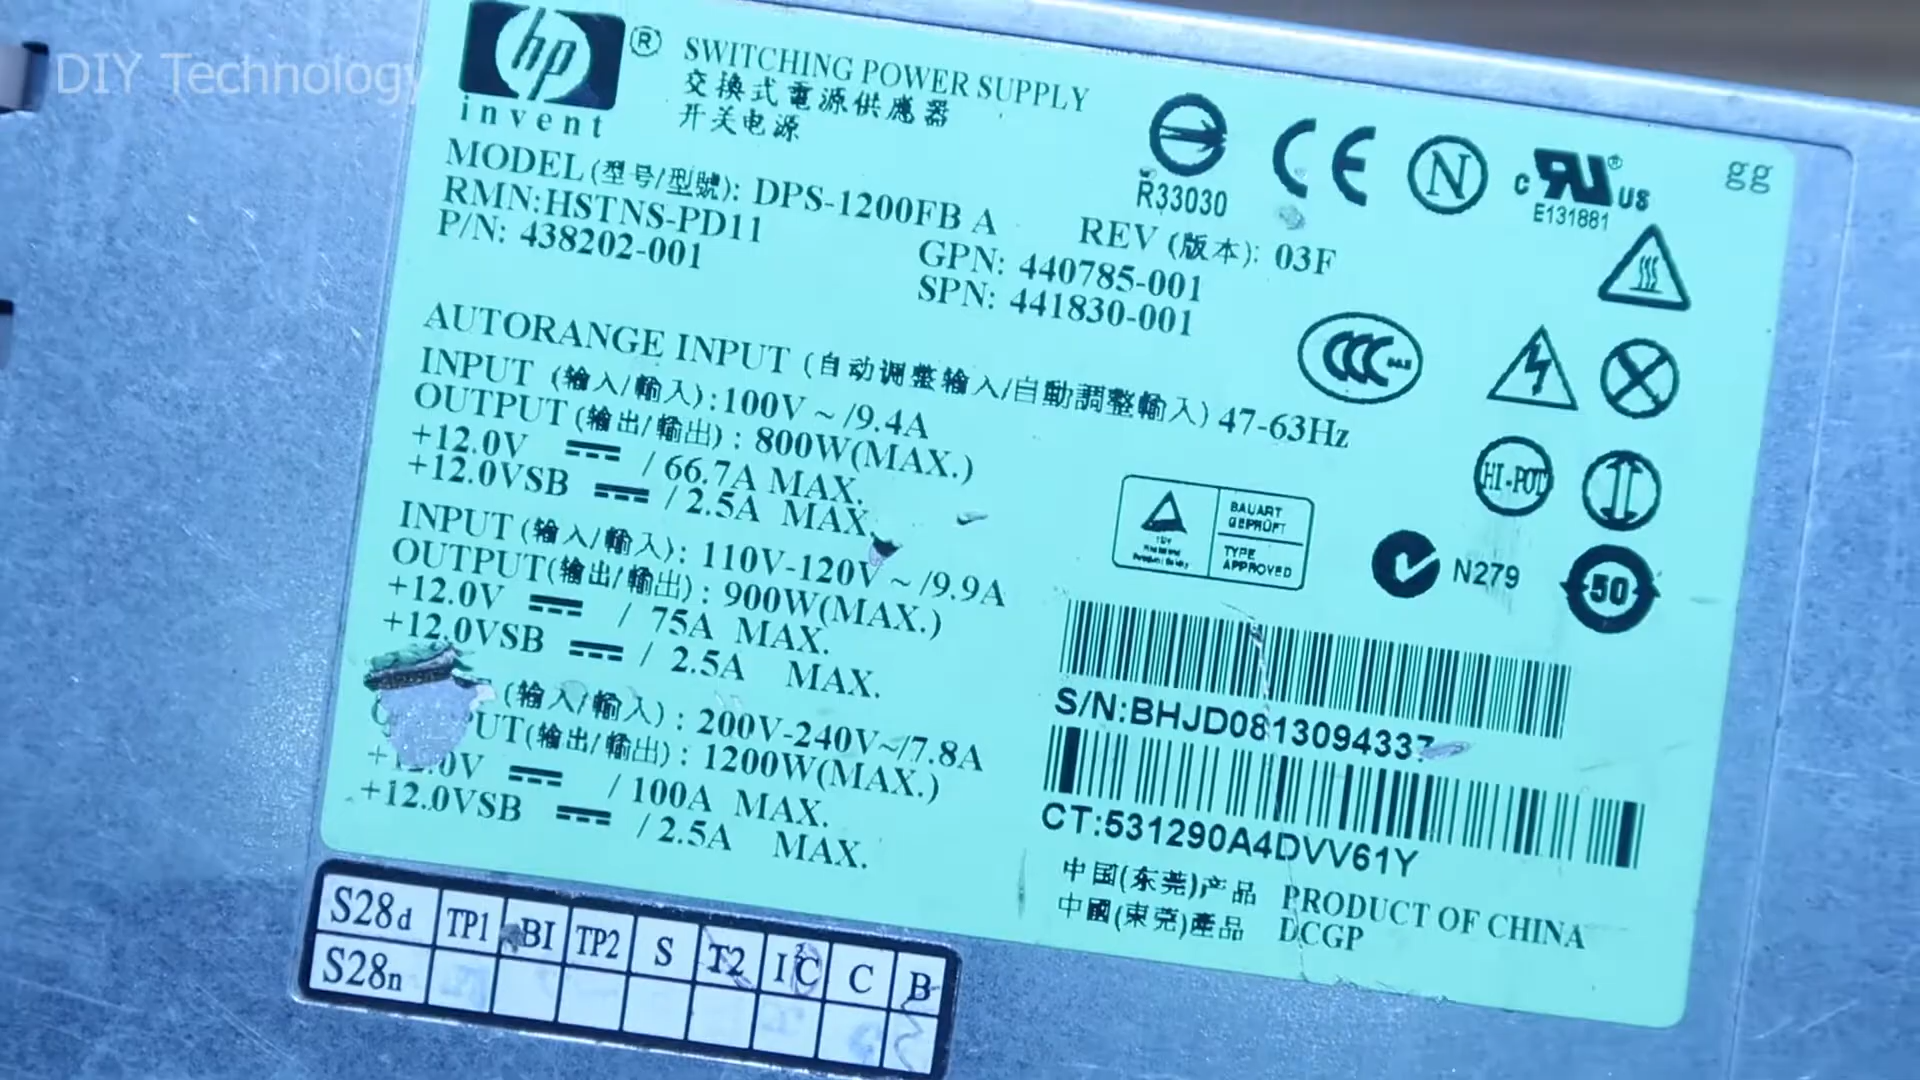 DIY Technology
hp ®
invent
SWITCHING POWER SUPPLY
交換式電源供應器
开关电源
MODEL(型号/型號): DPS-1200FB A
RMN:HSTNS-PD11
REV (版本): 03F
P/N: 438202-001
GPN: 440785-001
SPN: 441830-001
R33030
CE
N
c RU® US
E131881
gg
AUTORANGE INPUT (自动调整输入/自動調整輸入) 47-63Hz
INPUT (输入/輸入):100V ~ /9.4A
OUTPUT(输出/輸出) : 800W(MAX.)
+12.0V / 66.7A MAX.
+12.0VSB / 2.5A MAX.
INPUT (输入/輸入): 110V-120V ~ /9.9A
OUTPUT(输出/輸出) : 900W(MAX.)
+12.0V / 75A MAX.
+12.0VSB / 2.5A MAX.
(输入/輸入) : 200V-240V~/7.8A
PUT(输出/輸出) : 1200W(MAX.)
/ 100A MAX.
+12.0VSB / 2.5A MAX.
CCC
HI-POT
BAUART
GEPRÜFT
TYPE
APPROVED
N279
50
S/N:BHJD0813094337
CT:531290A4DVV61Y
中国(东莞)产品 PRODUCT OF CHINA
中國(東莞)產品 DCGP
S28d TP1 BI TP2 S T2 IC C B
S28n